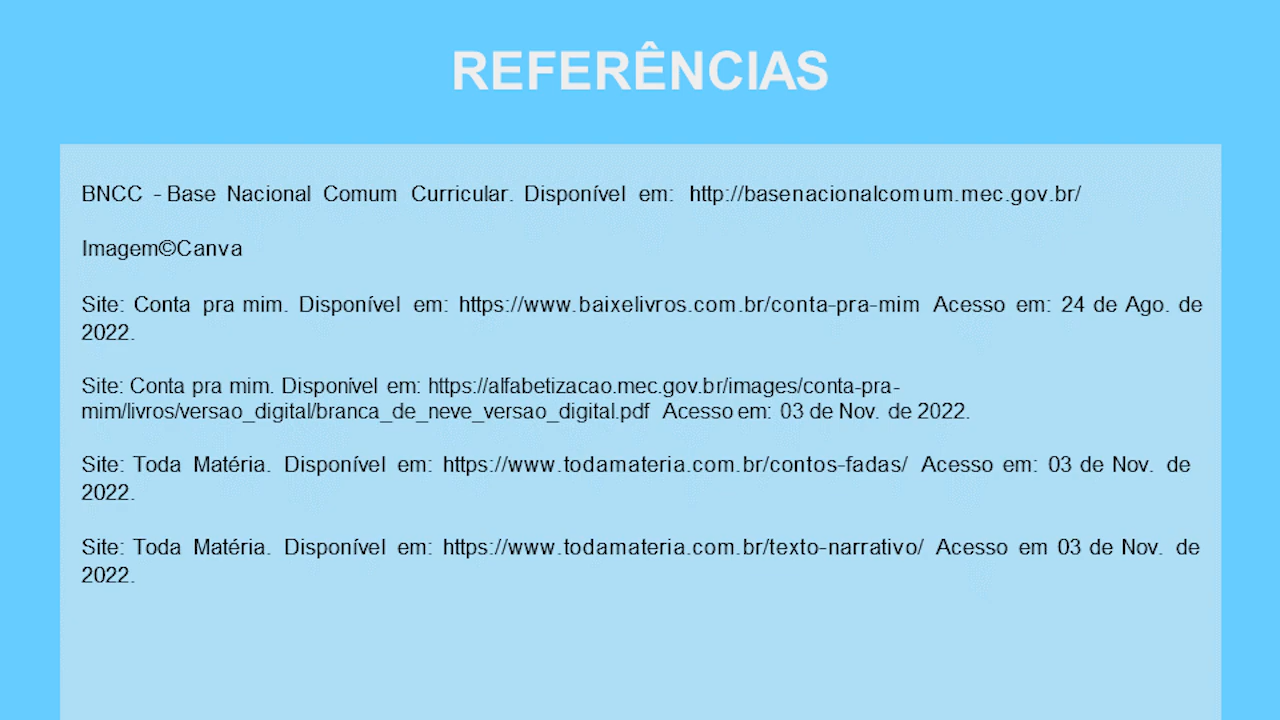 REFERÊNCIAS
BNCC - Base Nacional Comum Curricular. Disponível em: http://basenacionalcomum.mec.gov.br/
Imagem©Canva
Site: Conta pra mim. Disponível em: https://www.baixelivros.com.br/conta-pra-mim Acesso em: 24 de Ago. de
2022.
Site: Conta pra mim. Disponível em: https://alfabetizacao.mec.gov.br/images/conta-pra-
mim/livros/versao_digital/branca_de_neve_versao_digital.pdf Acesso em: 03 de Nov. de 2022.
Site: Toda Matéria. Disponível em: https://www.todamateria.com.br/contos-fadas/ Acesso em: 03 de Nov. de
2022.
Site: Toda Matéria. Disponível em: https://www.todamateria.com.br/texto-narrativo/ Acesso em 03 de Nov. de
2022.